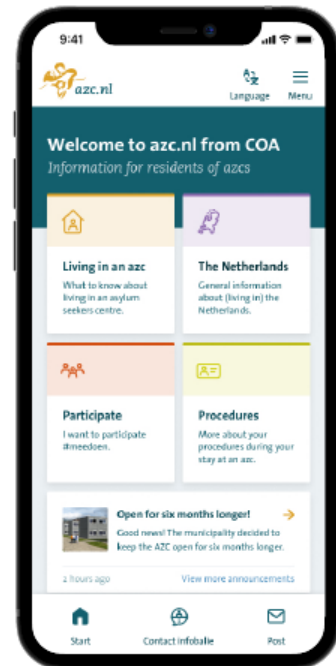 9:41
azc.nl
Language
Menu
Welcome to azc.nl from COA
Information for residents of azcs
Living in an azc
What to know about
living in an asylum
seekers centre.
The Netherlands
General information
about (living in) the
Netherlands.
Participate
I want to participate
#meedoen.
Procedures
More about your
procedures during your
stay at an azc.
Open for six months longer!
Good news! The municipality decided to
keep the AZC open for six months longer.
2 hours ago
View more announcements
Start
Contact infobalie
Post